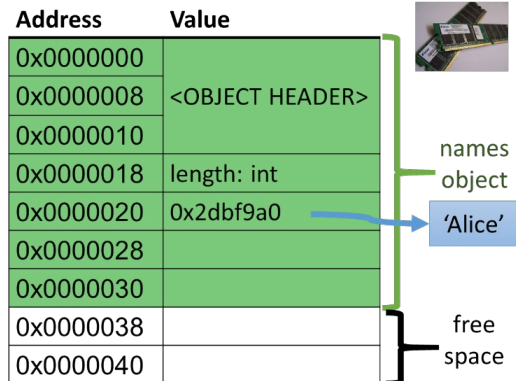 Address Value
0x0000000
0x0000008 <OBJECT HEADER>
0x0000010
0x0000018 length: int
0x0000020 0x2dbf9a0
0x0000028
0x0000030
0x0000038
0x0000040
names
object
‘Alice’
free
space